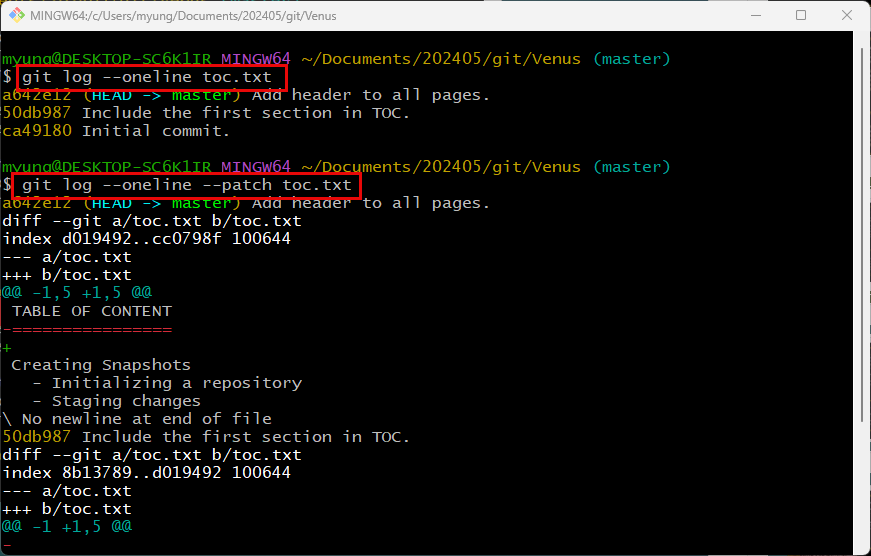 MINGW64:/c/Users/myung/Documents/202405/git/Venus
myung@DESKTOP-SC6K1IR MINGW64 ~/Documents/202405/git/Venus (master)
$ git log --oneline toc.txt
a642e12 (HEAD -> master) Add header to all pages.
50db987 Include the first section in TOC.
ca49180 Initial commit.
myung@DESKTOP-SC6K1IR MINGW64 ~/Documents/202405/git/Venus (master)
$ git log --oneline --patch toc.txt
a642e12 (HEAD -> master) Add header to all pages.
diff --git a/toc.txt b/toc.txt
index d019492..cc0798f 100644
--- a/toc.txt
+++ b/toc.txt
@@ -1,5 +1,5 @@
 TABLE OF CONTENT
-================
+
 Creating Snapshots
   - Initializing a repository
   - Staging changes
\ No newline at end of file
50db987 Include the first section in TOC.
diff --git a/toc.txt b/toc.txt
index 8b13789..d019492 100644
--- a/toc.txt
+++ b/toc.txt
@@ -1 +1,5 @@
-